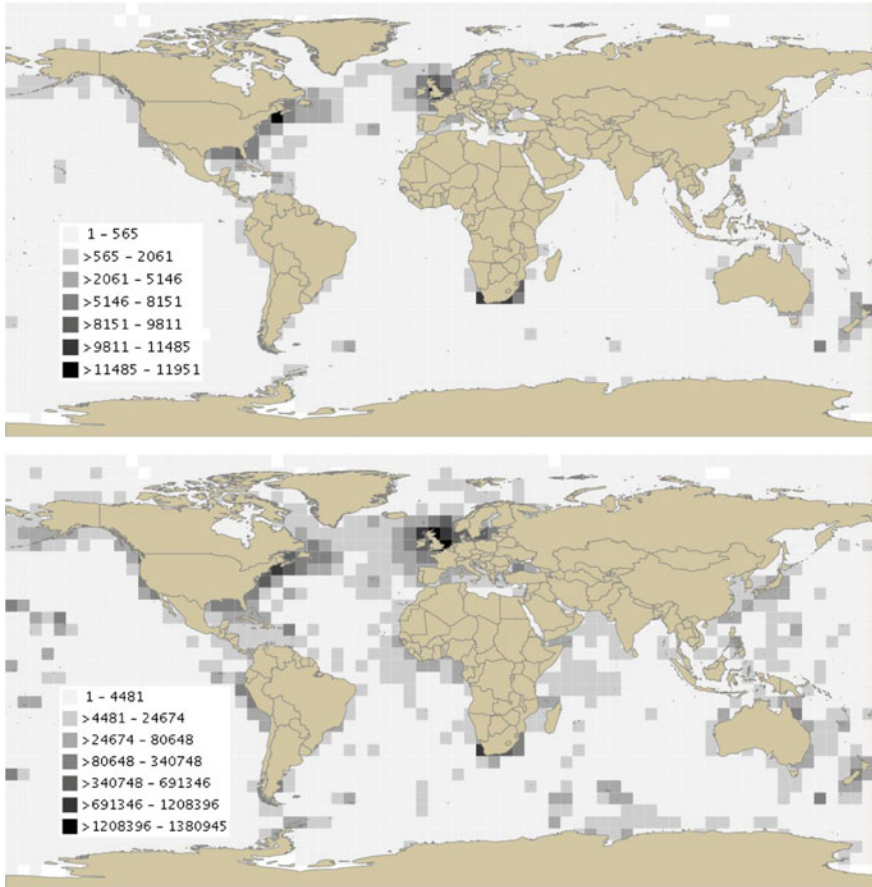 1 – 565
>565 – 2061
>2061 – 5146
>5146 – 8151
>8151 – 9811
>9811 – 11485
>11485 – 11951
1 – 4481
>4481 – 24674
>24674 – 80648
>80648 – 340748
>340748 – 691346
>691346 – 1208396
>1208396 – 1380945